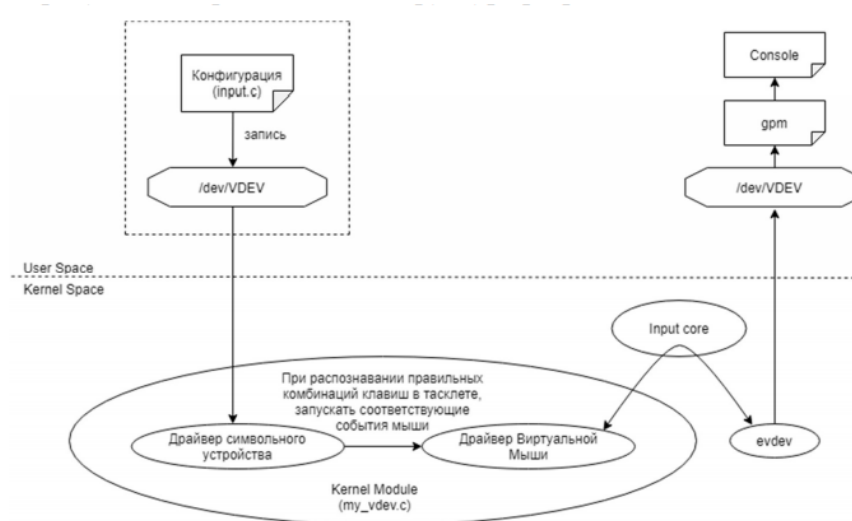 Конфигурация
(input.c)
запись
/dev/VDEV
Console
gpm
/dev/VDEV
User Space
Kernel Space
Input core
При распознавании правильных
комбинаций клавиш в тасклете,
запускать соответствующие
события мыши
Драйвер символьного
устройства
Драйвер Виртуальной
Мыши
evdev
Kernel Module
(my_vdev.c)